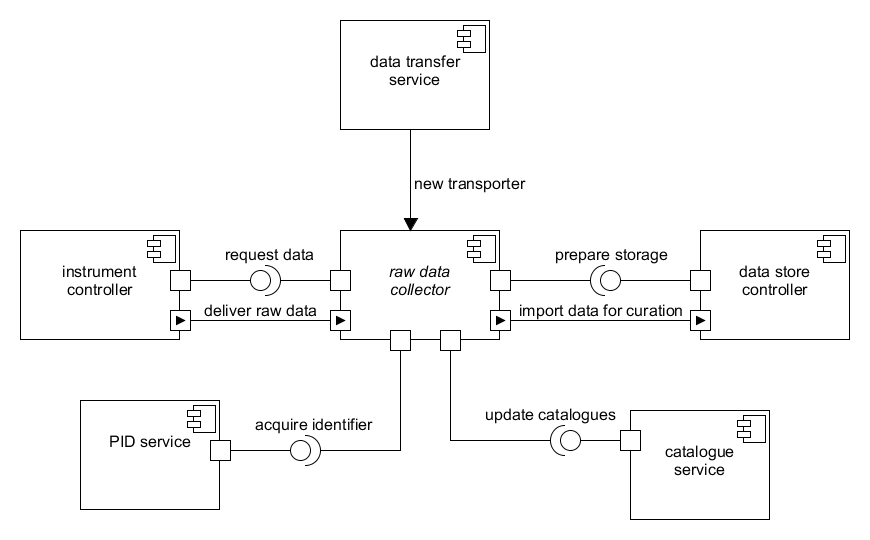 data transfer
service
new transporter
request data
prepare storage
instrument
controller
raw data
collector
data store
controller
deliver raw data
import data for curation
acquire identifier
update catalogues
PID service
catalogue
service